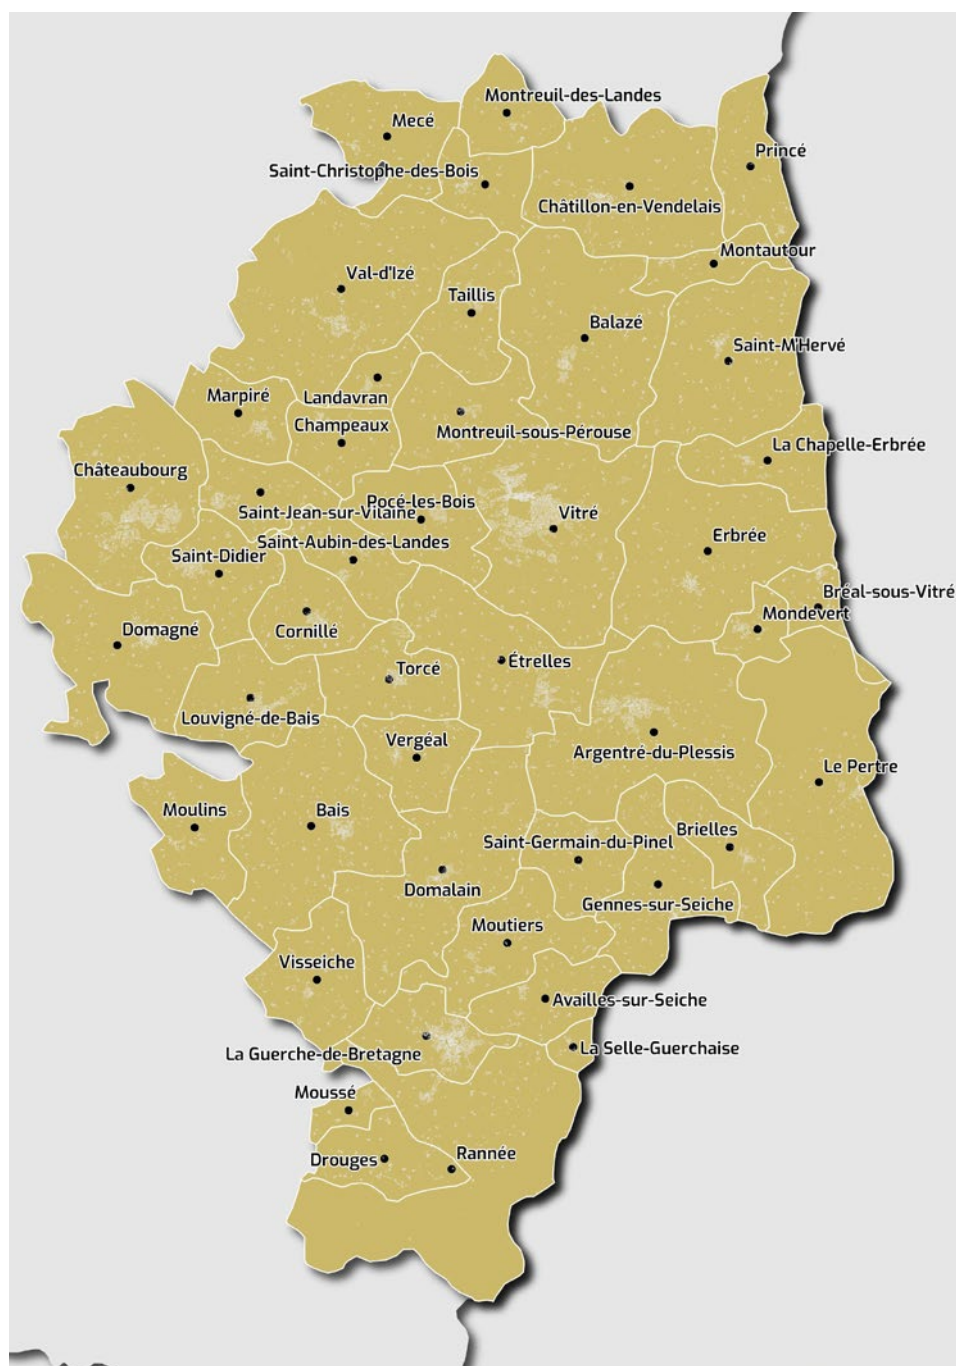 Montreuil-des-Landes
Mecé
Princé
Saint-Christophe-des-Bois
Châtillon-en-Vendelais
Montautour
Val-d'Izé
Taillis
Balazé
Saint-M'Hervé
Landavran
Marpiré
Champeaux
Montreuil-sous-Pérouse
La Chapelle-Erbrée
Châteaubourg
Pocé-les-Bois
Saint-Jean-sur-Vilaine
Vitré
Erbrée
Saint-Aubin-des-Landes
Saint-Didier
Bréal-sous-Vitré
Mondevert
Domagné
Cornillé
Étrelles
Torcé
Louvigné-de-Bais
Vergéal
Argentré-du-Plessis
Le Pertre
Moulins
Bais
Brielles
Saint-Germain-du-Pinel
Domalain
Gennes-sur-Seiche
Moutiers
Visseiche
Availles-sur-Seiche
La Selle-Guerchaise
La Guerche-de-Bretagne
Moussé
Drouges
Rannée